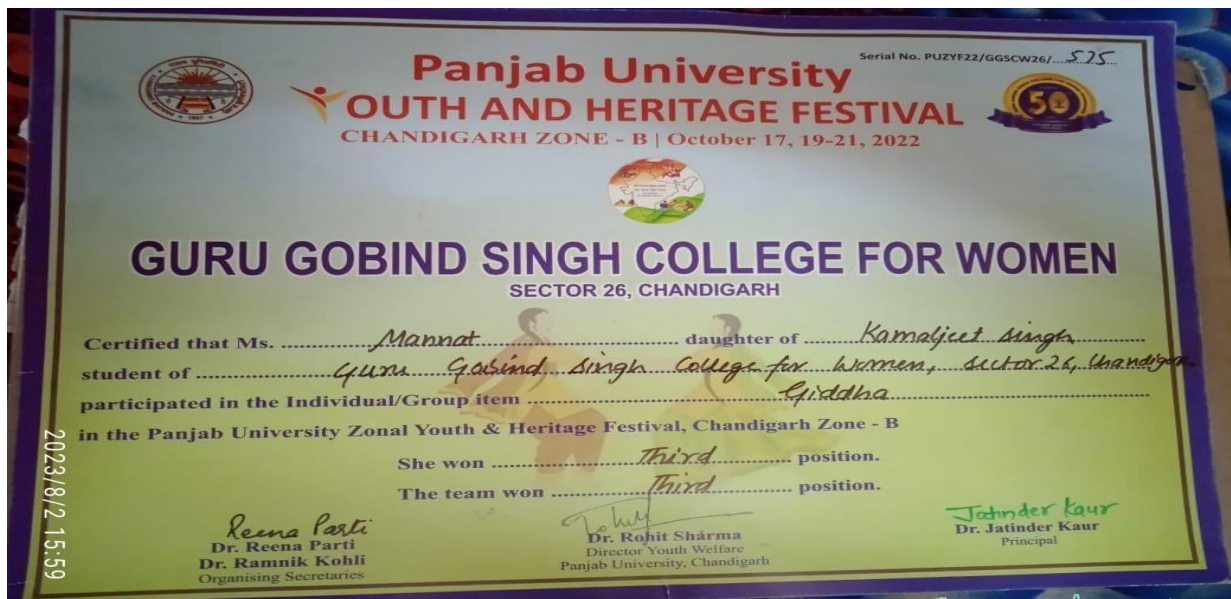 Serial No. PUZYF22/GGSCW26/...525...
Panjab University
YOUTH AND HERITAGE FESTIVAL
CHANDIGARH ZONE - B | October 17, 19-21, 2022
50
GURU GOBIND SINGH COLLEGE FOR WOMEN
SECTOR 26, CHANDIGARH
Certified that Ms. ............Mannat............ daughter of ......Kamaljeet Singh......
student of ............Guru Gobind Singh College for Women, Sector 26, Chandigarh
participated in the Individual/Group item ............Giddha............
in the Panjab University Zonal Youth & Heritage Festival, Chandigarh Zone - B
She won ............Third............ position.
The team won ............Third............ position.
Reena Parti
Dr. Reena Parti
Dr. Ramnik Kohli
Organising Secretaries
Dr. Rohit Sharma
Director Youth Welfare
Panjab University, Chandigarh
Jatinder Kaur
Dr. Jatinder Kaur
Principal
2023/8/2 15:59